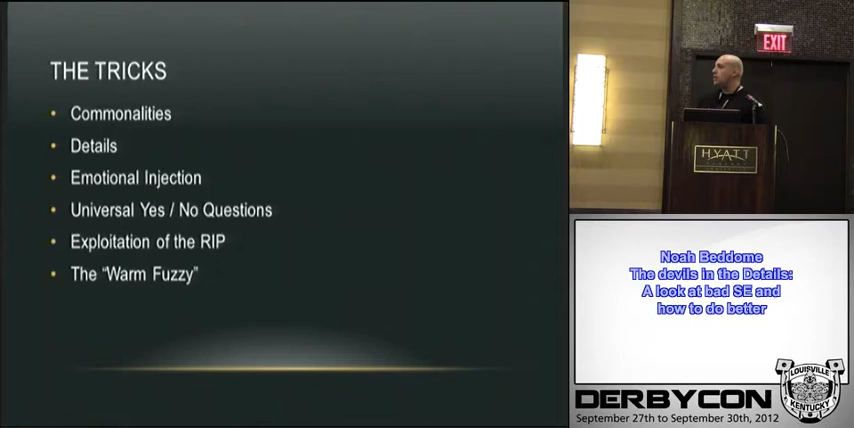 THE TRICKS
• Commonalities
• Details
• Emotional Injection
• Universal Yes / No Questions
• Exploitation of the RIP
• The “Warm Fuzzy”
EXIT
HYATT
Noah Beddome
The devils in the Details:
A look at bad SE and
how to do better
DERBYCON
September 27th to September 30th, 2012
LOUISVILLE
KENTUCKY